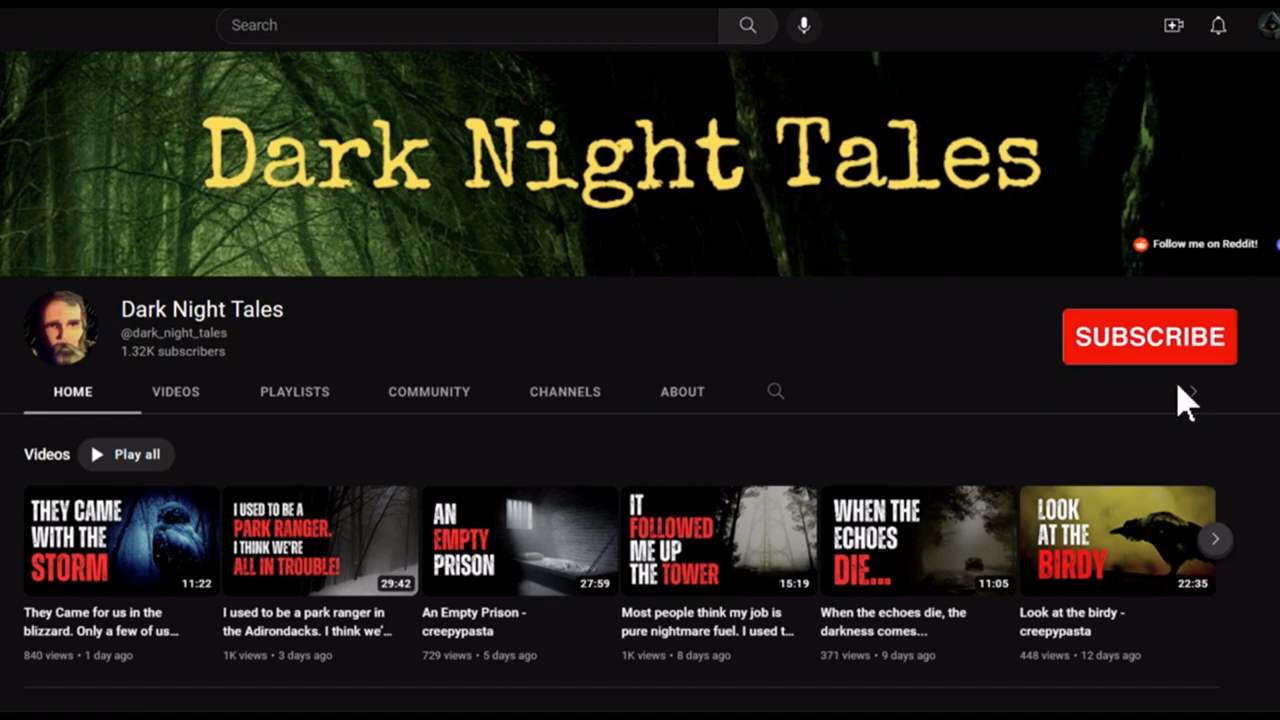 Search
Dark Night Tales
Follow me on Reddit!
Dark Night Tales
@dark_night_tales
1.32K subscribers
SUBSCRIBE
HOME VIDEOS PLAYLISTS COMMUNITY CHANNELS ABOUT
Videos Play all
THEY CAME
WITH THE
STORM
11:22
I USED TO BE A
PARK RANGER.
I THINK WE'RE
ALL IN TROUBLE!
29:42
AN
EMPTY
PRISON
27:59
IT
FOLLOWED
ME UP
THE TOWER
15:19
WHEN THE
ECHOES
DIE...
11:05
LOOK
AT THE
BIRDY
22:35
They Came for us in the
blizzard. Only a few of us...
840 views • 1 day ago
I used to be a park ranger in
the Adirondacks. I think we'...
1K views • 3 days ago
An Empty Prison -
creepypasta
729 views • 5 days ago
Most people think my job is
pure nightmare fuel. I used t...
1K views • 8 days ago
When the echoes die, the
darkness comes...
371 views • 9 days ago
Look at the birdy -
creepypasta
448 views • 12 days ago